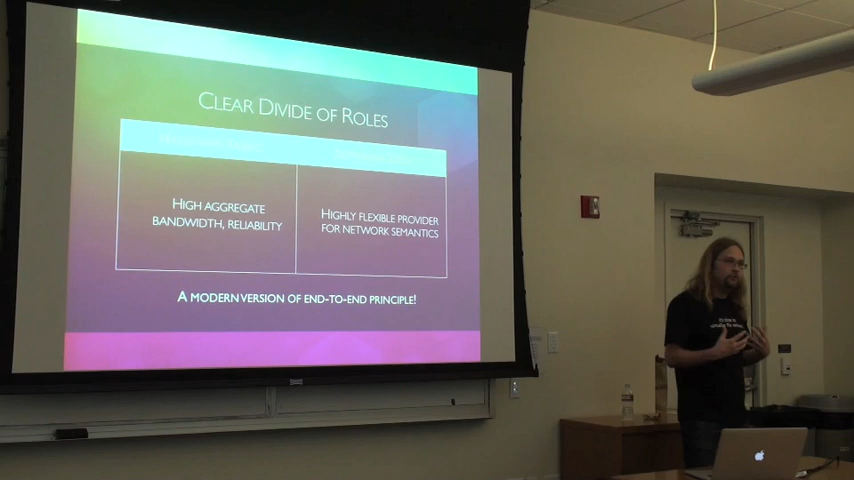 CLEAR DIVIDE OF ROLES
HIGH AGGREGATE
BANDWIDTH, RELIABILITY
HIGHLY FLEXIBLE PROVIDER
FOR NETWORK SEMANTICS
A MODERN VERSION OF END-TO-END PRINCIPLE!